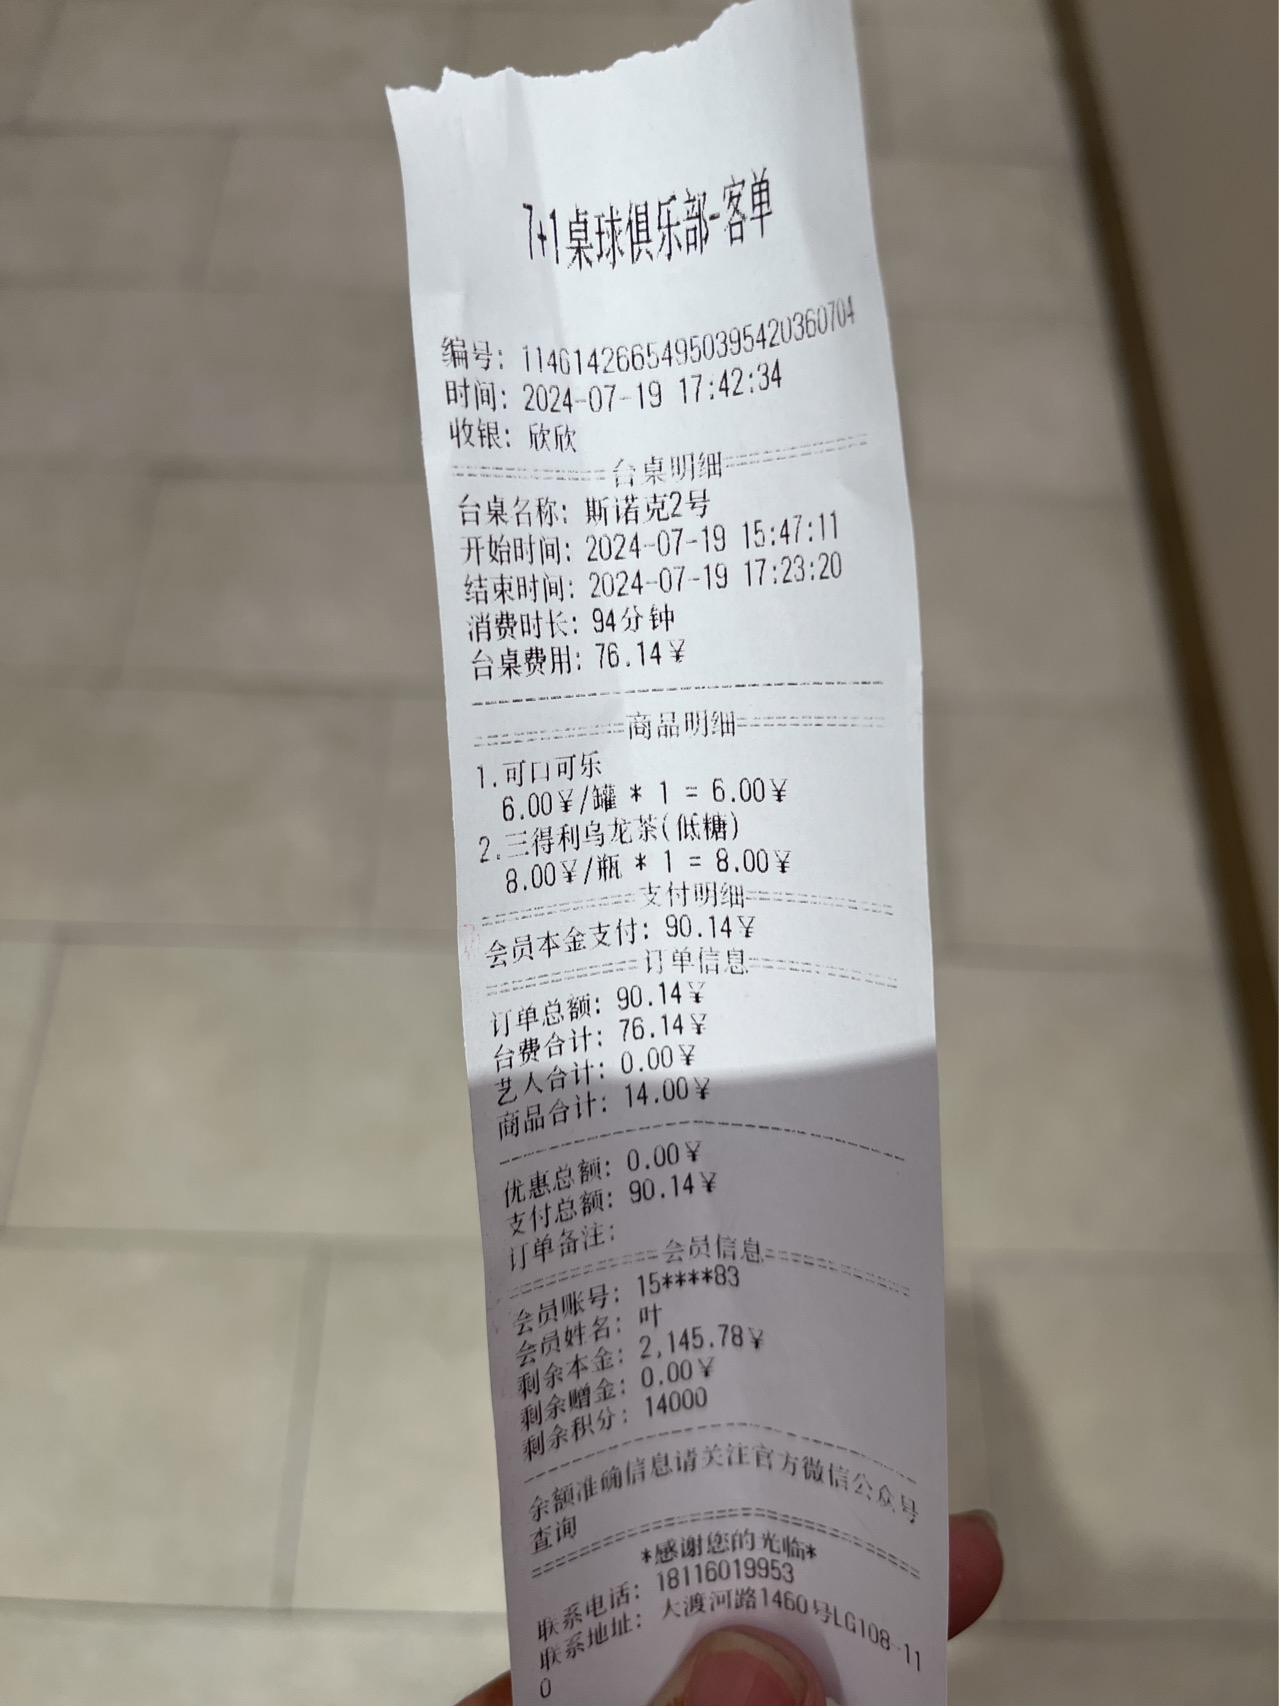 7+1桌球俱乐部-客单
编号: 11461426654950395420360704
时间: 2024-07-19 17:42:34
收银: 欣欣
台桌明细
台桌名称: 斯诺克2号
开始时间: 2024-07-19 15:47:11
结束时间: 2024-07-19 17:23:20
消费时长: 94分钟
台桌费用: 76.14¥
商品明细
1.可口可乐
6.00¥/罐 * 1 = 6.00¥
2.三得利乌龙茶(低糖)
8.00¥/瓶 * 1 = 8.00¥
支付明细
会员本金支付: 90.14¥
订单信息
订单总额: 90.14¥
台费合计: 76.14¥
艺人合计: 0.00¥
商品合计: 14.00¥
优惠总额: 0.00¥
支付总额: 90.14¥
订单备注:
会员信息
会员账号: 15****83
会员姓名: 叶
剩余本金: 2,145.78¥
剩余赠金: 0.00¥
剩余积分: 14000
余额准确信息请关注官方微信公众号
查询
*感谢您的光临*
联系电话: 18116019953
联系地址: 大渡河路1460号LG108-11
0